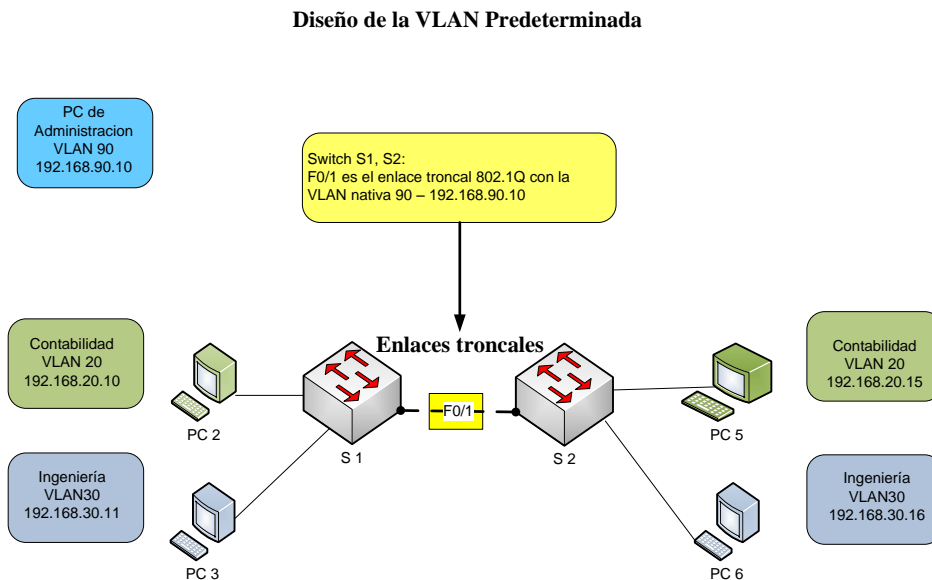 Diseño de la VLAN Predeterminada
PC de
Administracion
VLAN 90
192.168.90.10
Switch S1, S2:
F0/1 es el enlace troncal 802.1Q con la
VLAN nativa 90 – 192.168.90.10
Enlaces troncales
Contabilidad
VLAN 20
192.168.20.10
PC 2
S 1
F0/1
S 2
PC 5
Contabilidad
VLAN 20
192.168.20.15
Ingeniería
VLAN30
192.168.30.11
PC 3
PC 6
Ingeniería
VLAN30
192.168.30.16